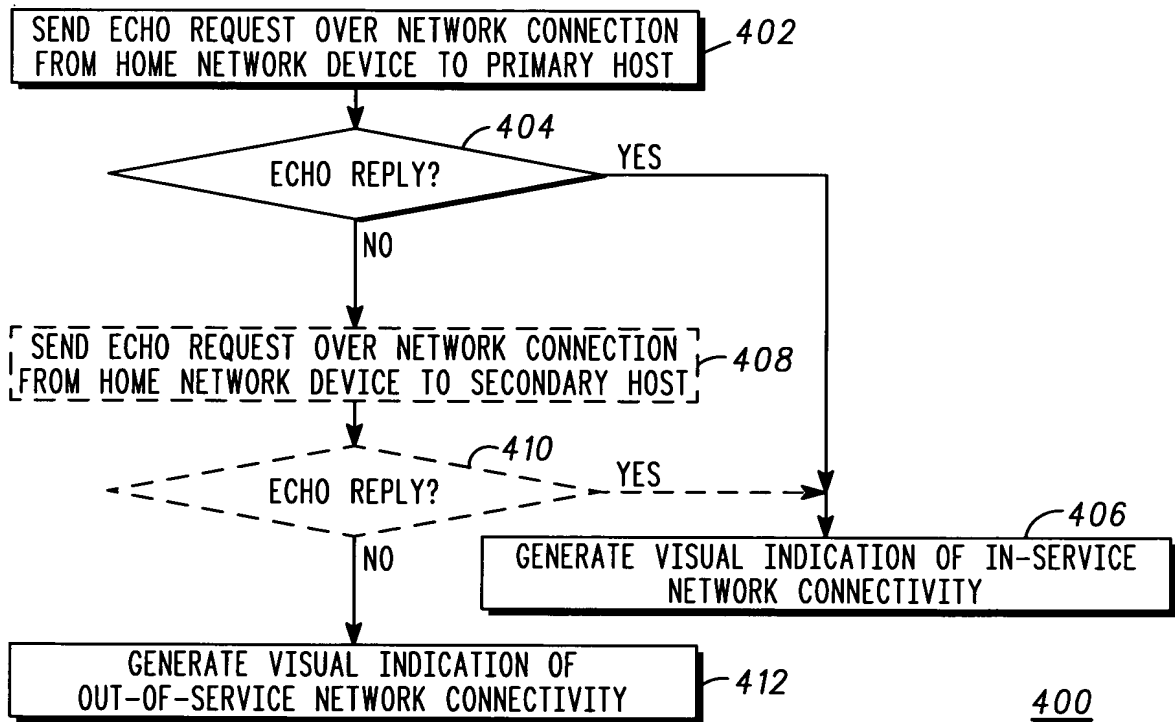 SEND ECHO REQUEST OVER NETWORK CONNECTION
FROM HOME NETWORK DEVICE TO PRIMARY HOST
402
404
ECHO REPLY?
YES
NO
SEND ECHO REQUEST OVER NETWORK CONNECTION
FROM HOME NETWORK DEVICE TO SECONDARY HOST
408
410
ECHO REPLY?
YES
NO
406
GENERATE VISUAL INDICATION OF IN-SERVICE
NETWORK CONNECTIVITY
GENERATE VISUAL INDICATION OF
OUT-OF-SERVICE NETWORK CONNECTIVITY
412
400